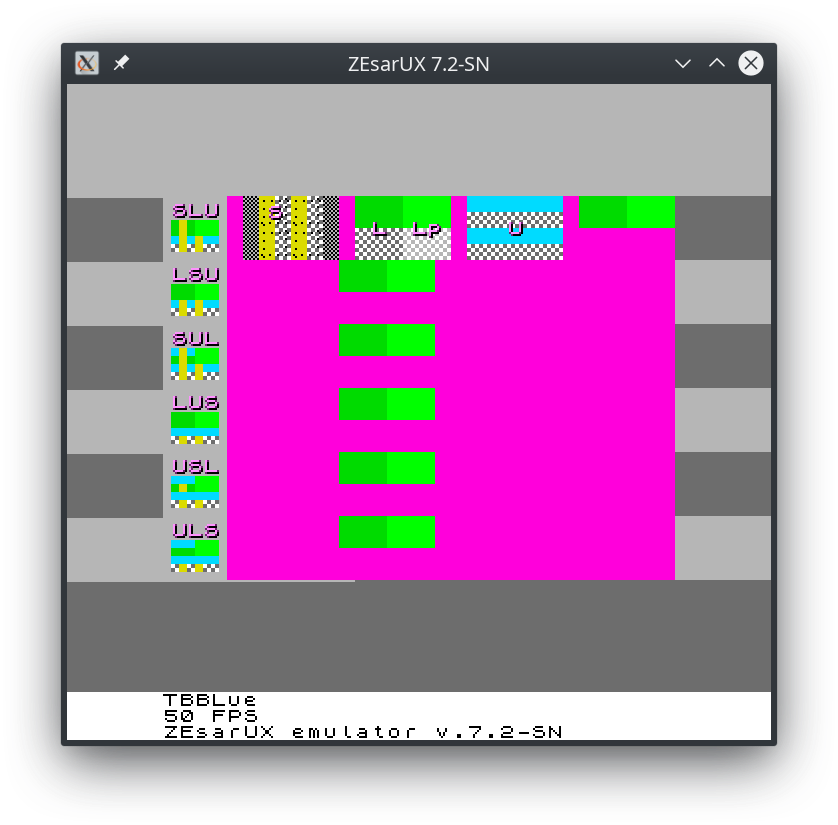 ZEsarUX 7.2-SN
SLU
S
L LP
U
LSU
SUL
LUS
USL
ULS
TBBLue
50 FPS
ZEsarUX emulator v.7.2-SN